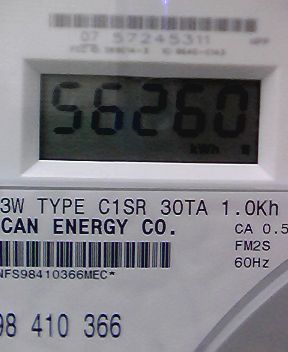 07 57245311
56260
kWh
3W TYPE C1SR 30TA 1.0Kh
CAN ENERGY CO.
CA 0.5
FM2S
60Hz
NFS98410366MEC*
98 410 366